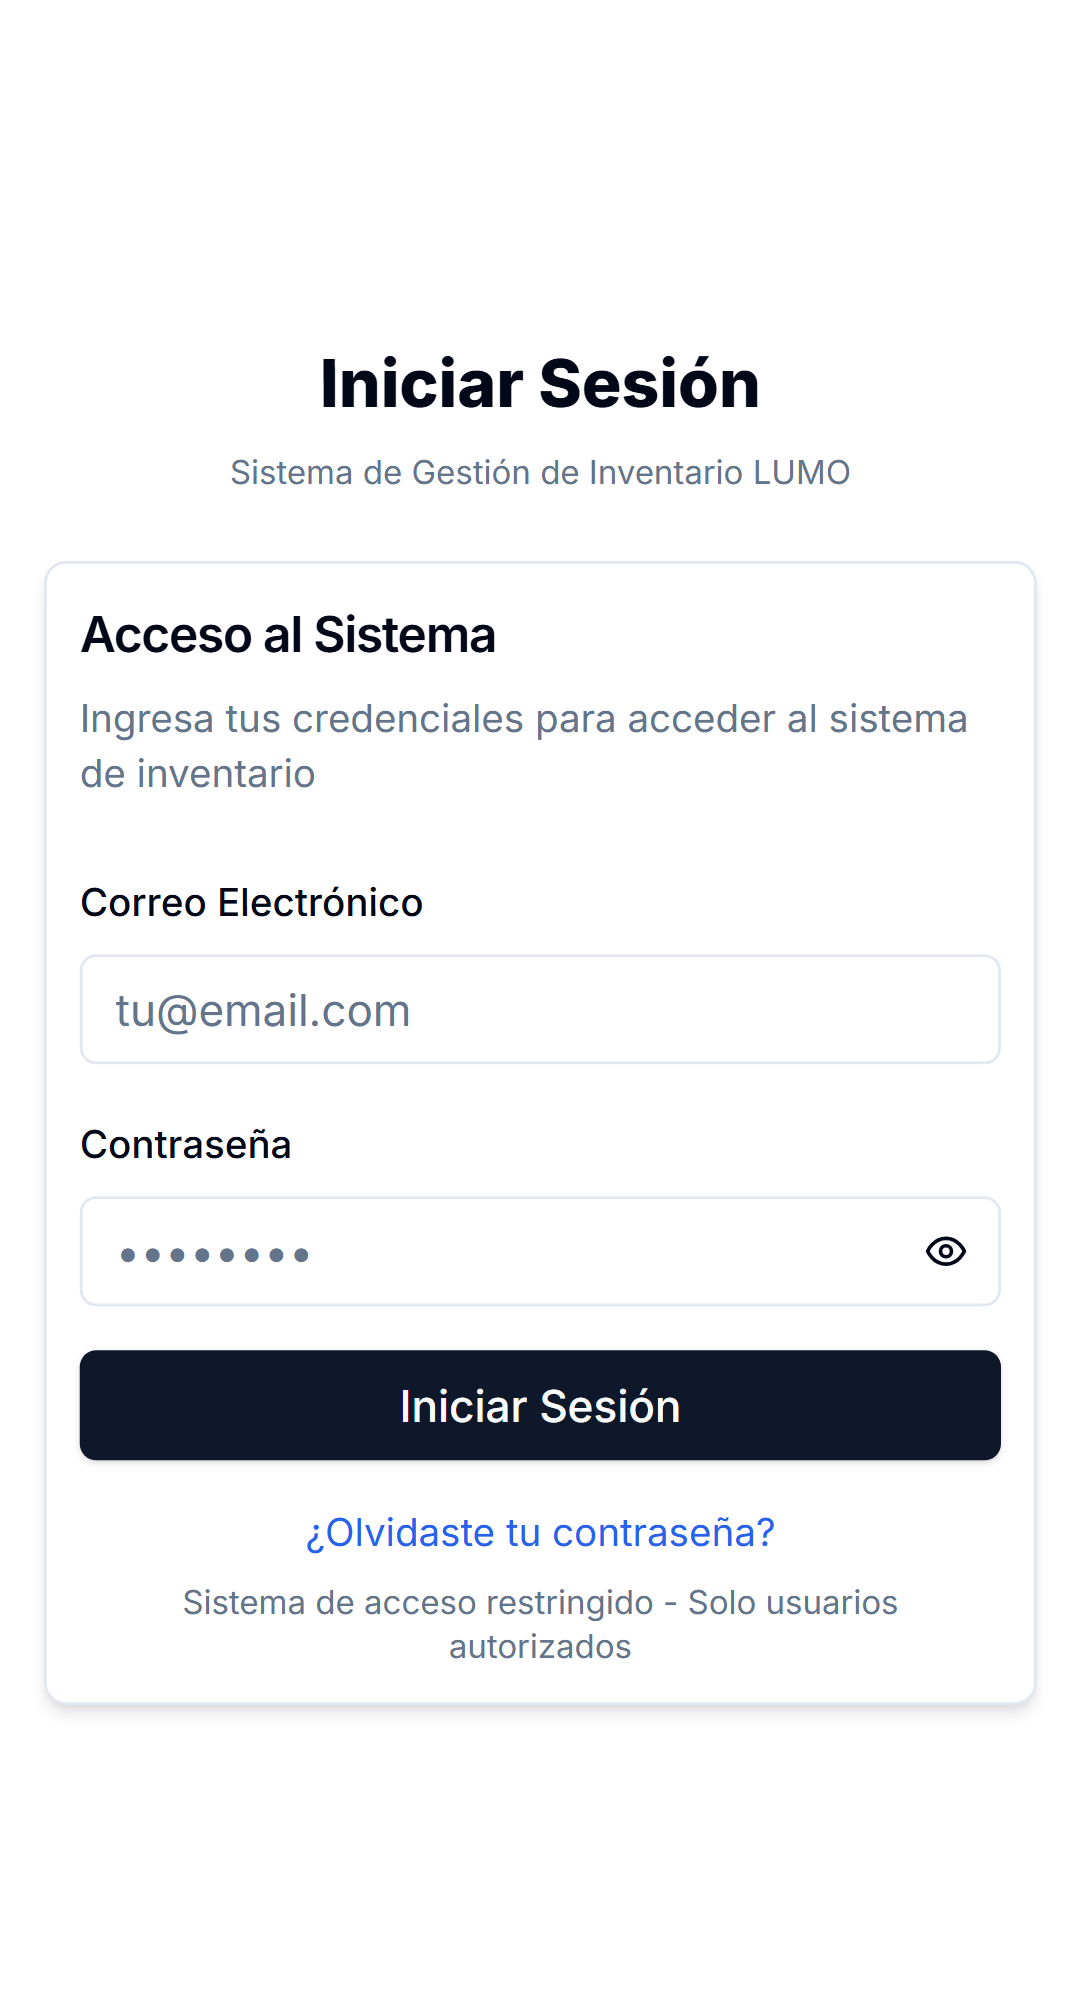 Iniciar Sesión
Sistema de Gestión de Inventario LUMO
Acceso al Sistema
Ingresa tus credenciales para acceder al sistema
de inventario
Correo Electrónico
tu@email.com
Contraseña
••••••••
Iniciar Sesión
¿Olvidaste tu contraseña?
Sistema de acceso restringido - Solo usuarios
autorizados